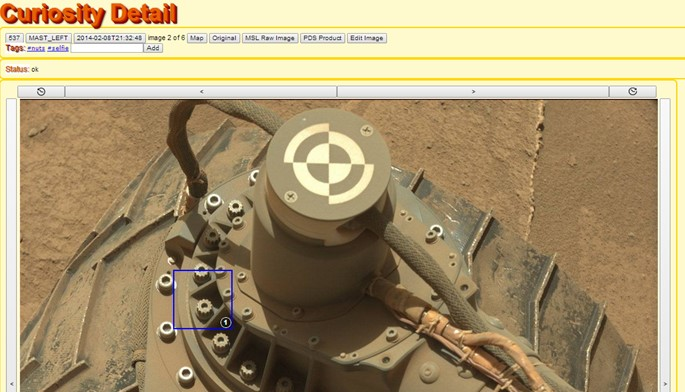 Curiosity Detail
537 MAST_LEFT 2014-02-08T21:32:48 image 2 of 6 Map Original MSL Raw Image PDS Product Edit Image
Tags: #nuts #selfie Add
Status: ok
< >
< 1 >